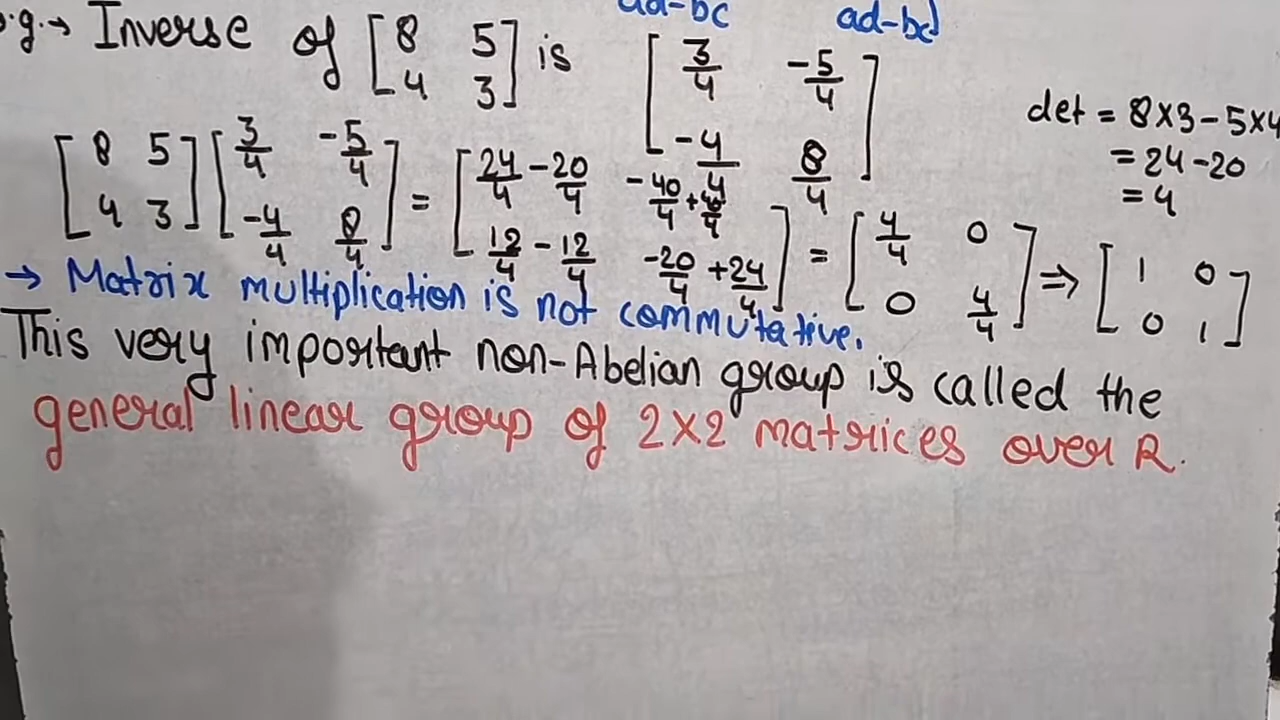 ad-bc ad-bc)
e.g.→ Inverse of [8 5 4 3] is [3/4 -5/4 -4/4 8/4]
det = 8×3-5×4
= 24-20
= 4
[8 5 4 3] [3/4 -5/4 -4/4 8/4] = [24/4 - 20/4 -40/4 + 40/4 12/4 - 12/4 -20/4 + 24/4] = [4/4 0 0 4/4] ⇒ [1 0 0 1]
→ Matrix multiplication is not commutative.
This very important non-Abelian group is called the
general linear group of 2×2 matrices over R.